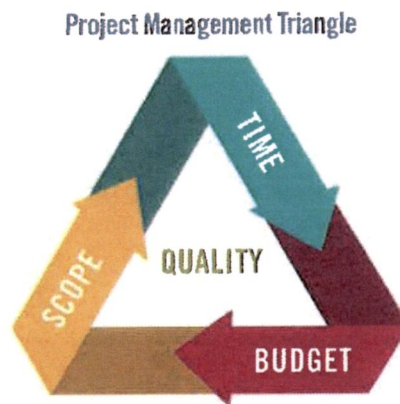 Project Management Triangle
TIME
SCOPE
QUALITY
BUDGET